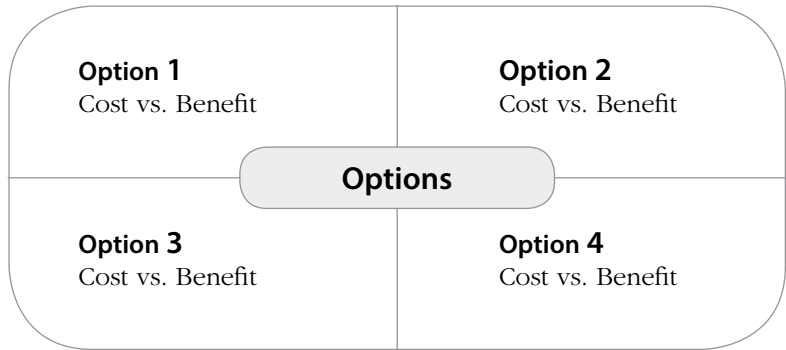 Option 1
Cost vs. Benefit
Option 2
Cost vs. Benefit
Options
Option 3
Cost vs. Benefit
Option 4
Cost vs. Benefit